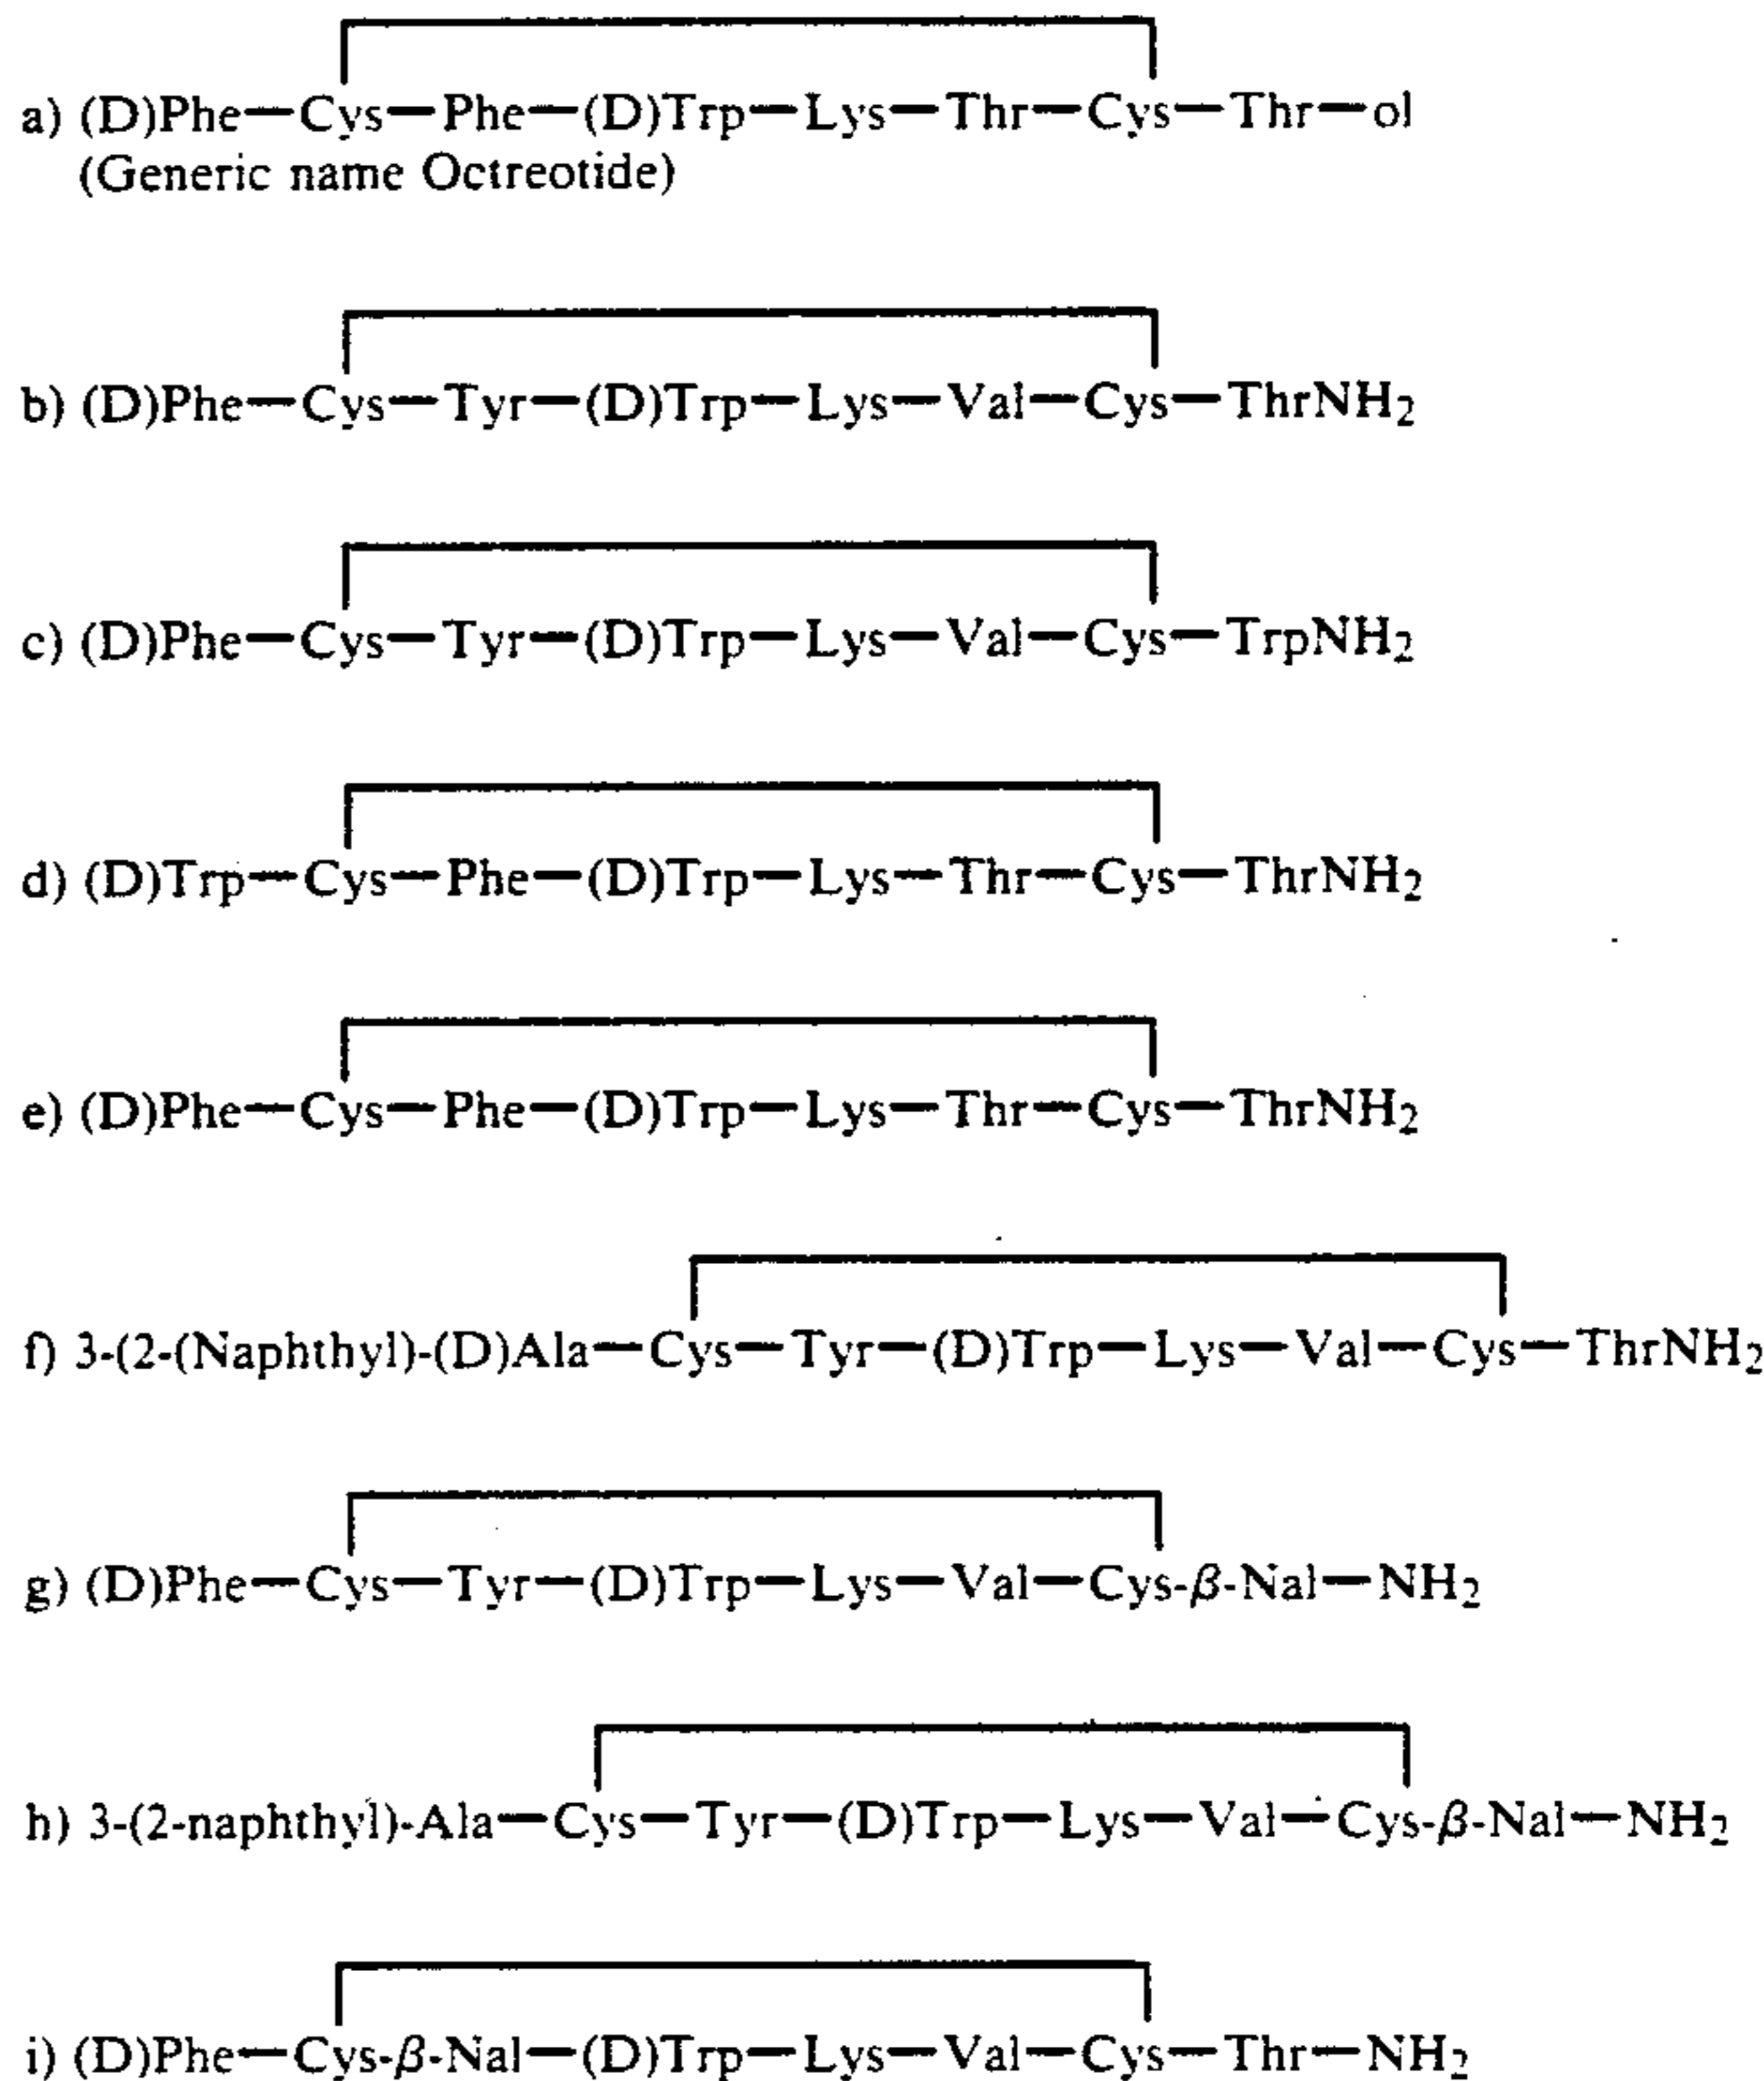 a) (D)Phe—Cys—Phe—(D)Trp—Lys—Thr—Cys—Thr—ol
(Generic name Octreotide)
b) (D)Phe—Cys—Tyr—(D)Trp—Lys—Val—Cys—ThrNH₂
c) (D)Phe—Cys—Tyr—(D)Trp—Lys—Val—Cys—TrpNH₂
d) (D)Trp—Cys—Phe—(D)Trp—Lys—Thr—Cys—ThrNH₂
e) (D)Phe—Cys—Phe—(D)Trp—Lys—Thr—Cys—ThrNH₂
f) 3-(2-(Naphthyl)-(D)Ala—Cys—Tyr—(D)Trp—Lys—Val—Cys—ThrNH₂
g) (D)Phe—Cys—Tyr—(D)Trp—Lys—Val—Cys-β-Nal—NH₂
h) 3-(2-naphthyl)-Ala—Cys—Tyr—(D)Trp—Lys—Val—Cys-β-Nal—NH₂
i) (D)Phe—Cys-β-Nal—(D)Trp—Lys—Val—Cys—Thr—NH₂